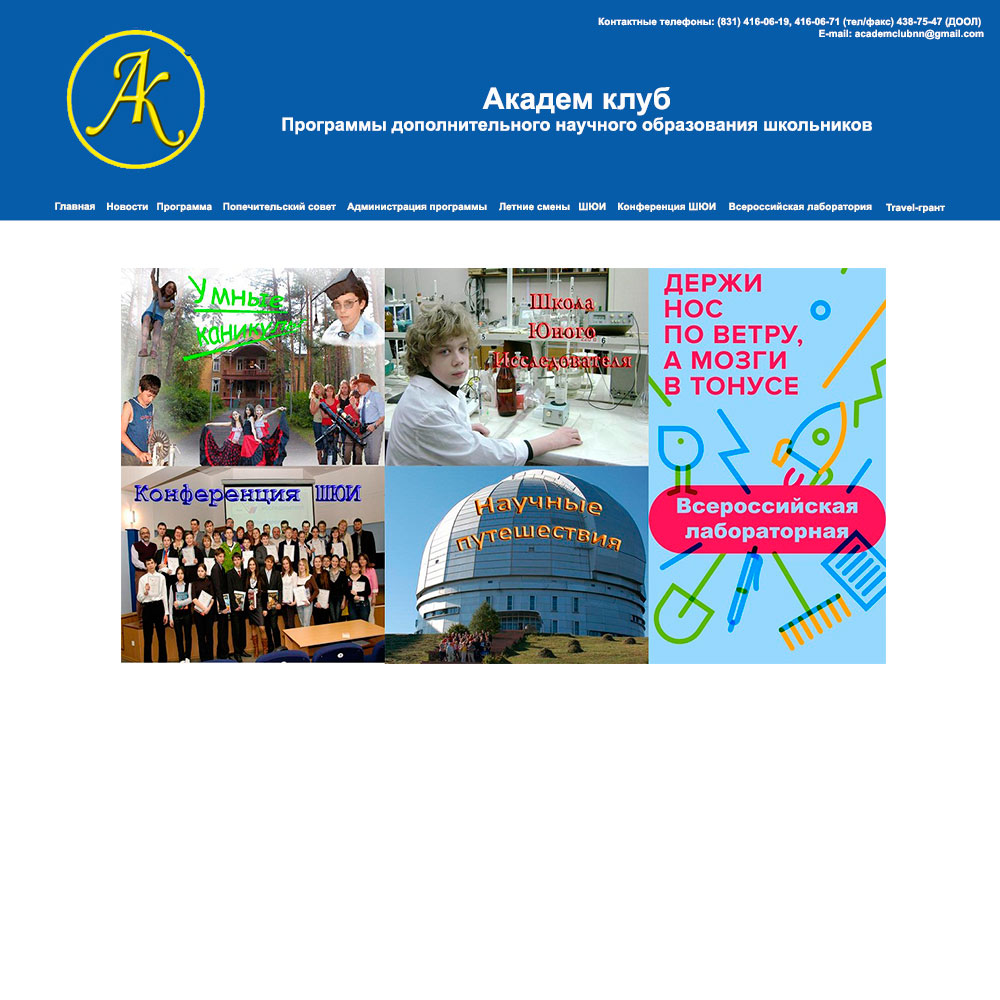 Контактные телефоны: (831) 416-06-19, 416-06-71 (тел/факс) 438-75-47 (ДООЛ)
E-mail: academclubnn@gmail.com
АК
Академ клуб
Программы дополнительного научного образования школьников
Главная Новости Программа Попечительский совет Администрация программы Летние смены ШЮИ Конференция ШЮИ Всероссийская лаборатория Travel-грант
Умные
каникулы
Школа
Юного
Исследователя
ДЕРЖИ
НОС
ПО ВЕТРУ,
А МОЗГИ
В ТОНУСЕ
Конференция ШЮИ
Научные
путешествия
Всероссийская
лабораторная